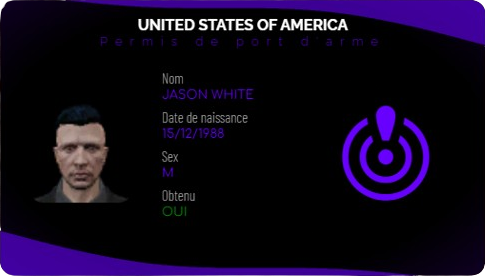 UNITED STATES OF AMERICA
Permis de port d'arme
Nom
JASON WHITE
Date de naissance
15/12/1988
Sex
M
Obtenu
OUI